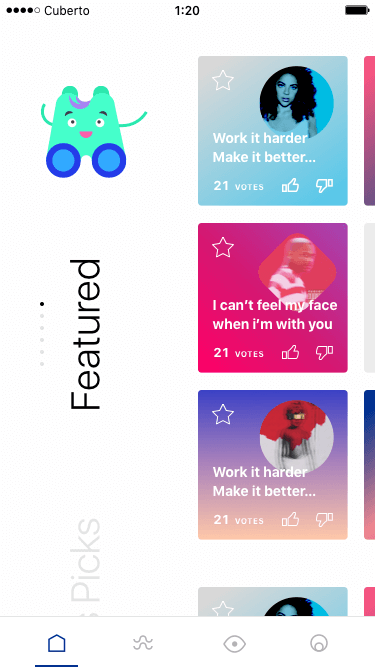 Cuberto
1:20
Work it harder
Make it better...
21 VOTES
Featured
I can't feel my face
when i'm with you
21 VOTES
Work it harder
Make it better...
21 VOTES
Picks